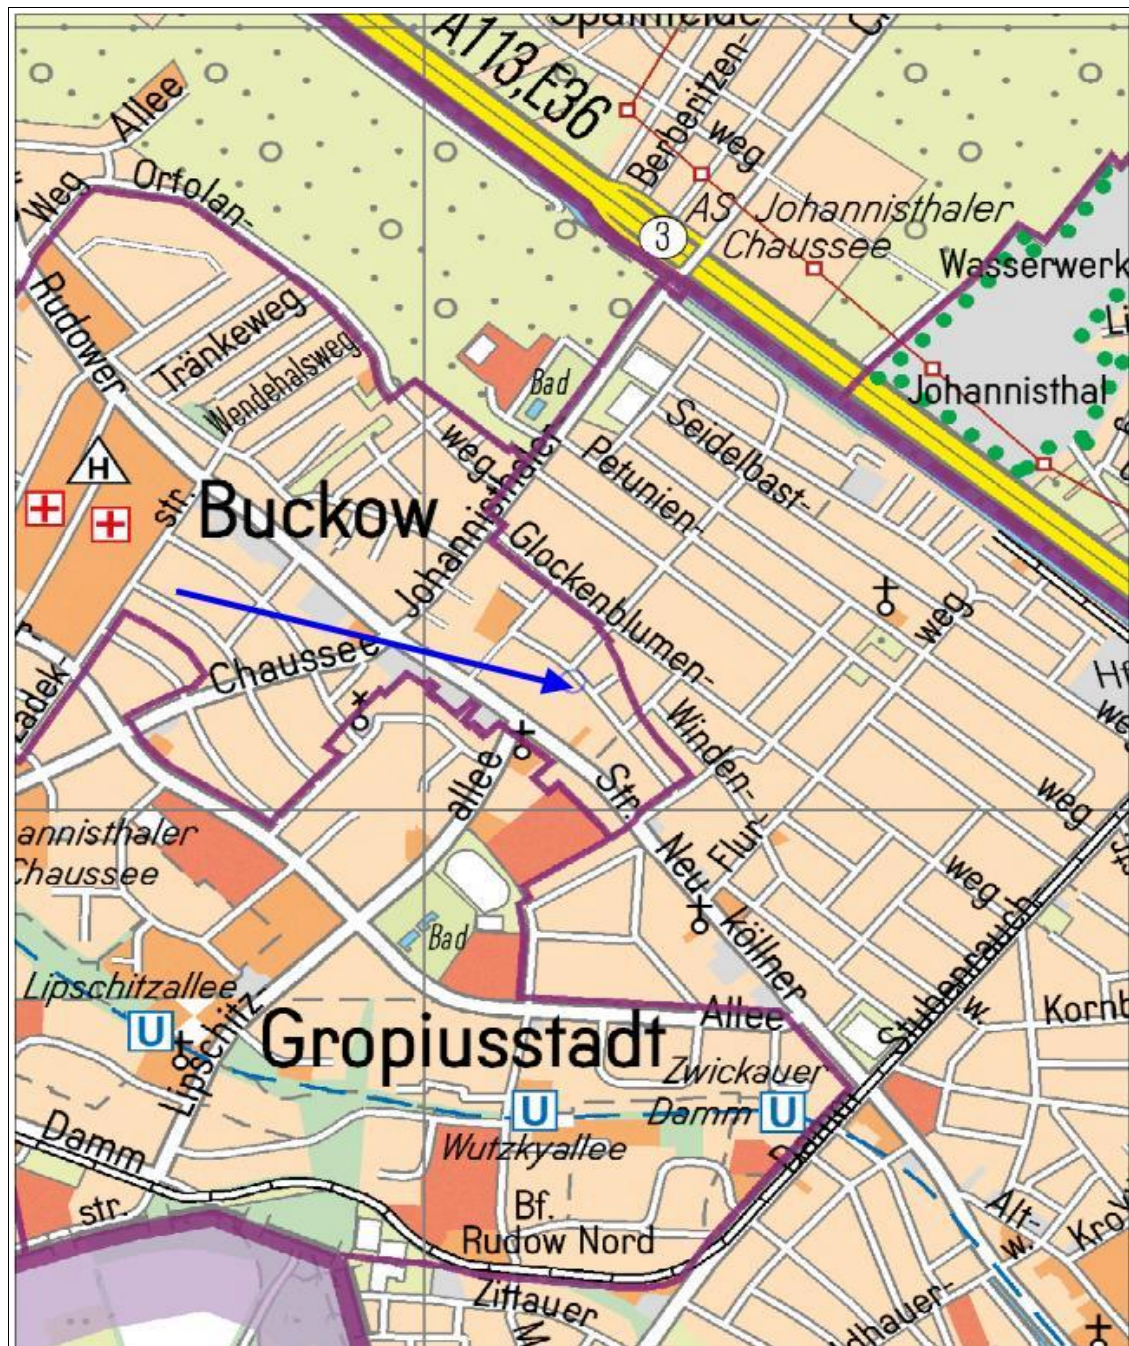 Späthfelde
A113,E36
Allee
Berberitzen-
weg
Weg
Ortolan-
3
AS Johannisthaler
Chaussee
Wasserwerk
Johannisthal
Rudower
Tränkeweg
Wendehalsweg
Bad
H
str.
weg
Johannisthaler
Petunien-
Seidelbast-
weg
Buckow
Glockenblumen-
Chaussee
Winden-
weg
allee
Str.
Flur-
weg
annisthaler
Chaussee
Neu
köllner
Bad
Stubenrauch-
w.
Kornb
Lipschitzallee
U
Lipschitz-
Allee
Gropiusstadt
Zwickauer
Damm
U
U
Wutzkyallee
Damm
Damm
str.
Bf.
Rudow Nord
Zittauer
Alt-
w.